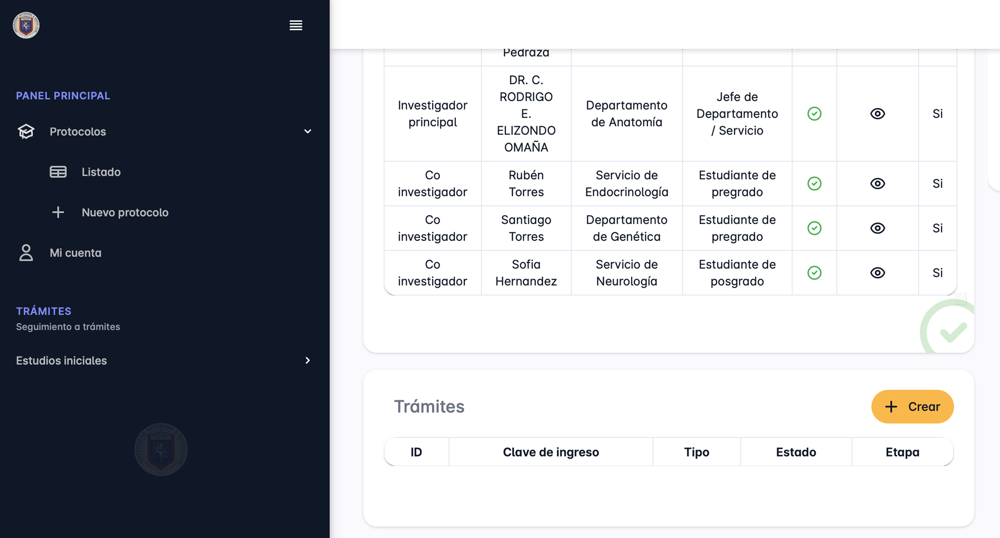 PANEL PRINCIPAL
Protocolos
Listado
Nuevo protocolo
Mi cuenta
TRÁMITES
Seguimiento a trámites
Estudios iniciales
Pedraza
Investigador
principal
DR. C.
RODRIGO
E.
ELIZONDO
OMAÑA
Departamento
de Anatomía
Jefe de
Departamento
/ Servicio
Si
Co
investigador
Rubén
Torres
Servicio de
Endocrinología
Estudiante de
pregrado
Si
Co
investigador
Santiago
Torres
Departamento
de Genética
Estudiante de
pregrado
Si
Co
investigador
Sofia
Hernandez
Servicio de
Neurología
Estudiante de
posgrado
Si
Trámites
Crear
ID
Clave de ingreso
Tipo
Estado
Etapa